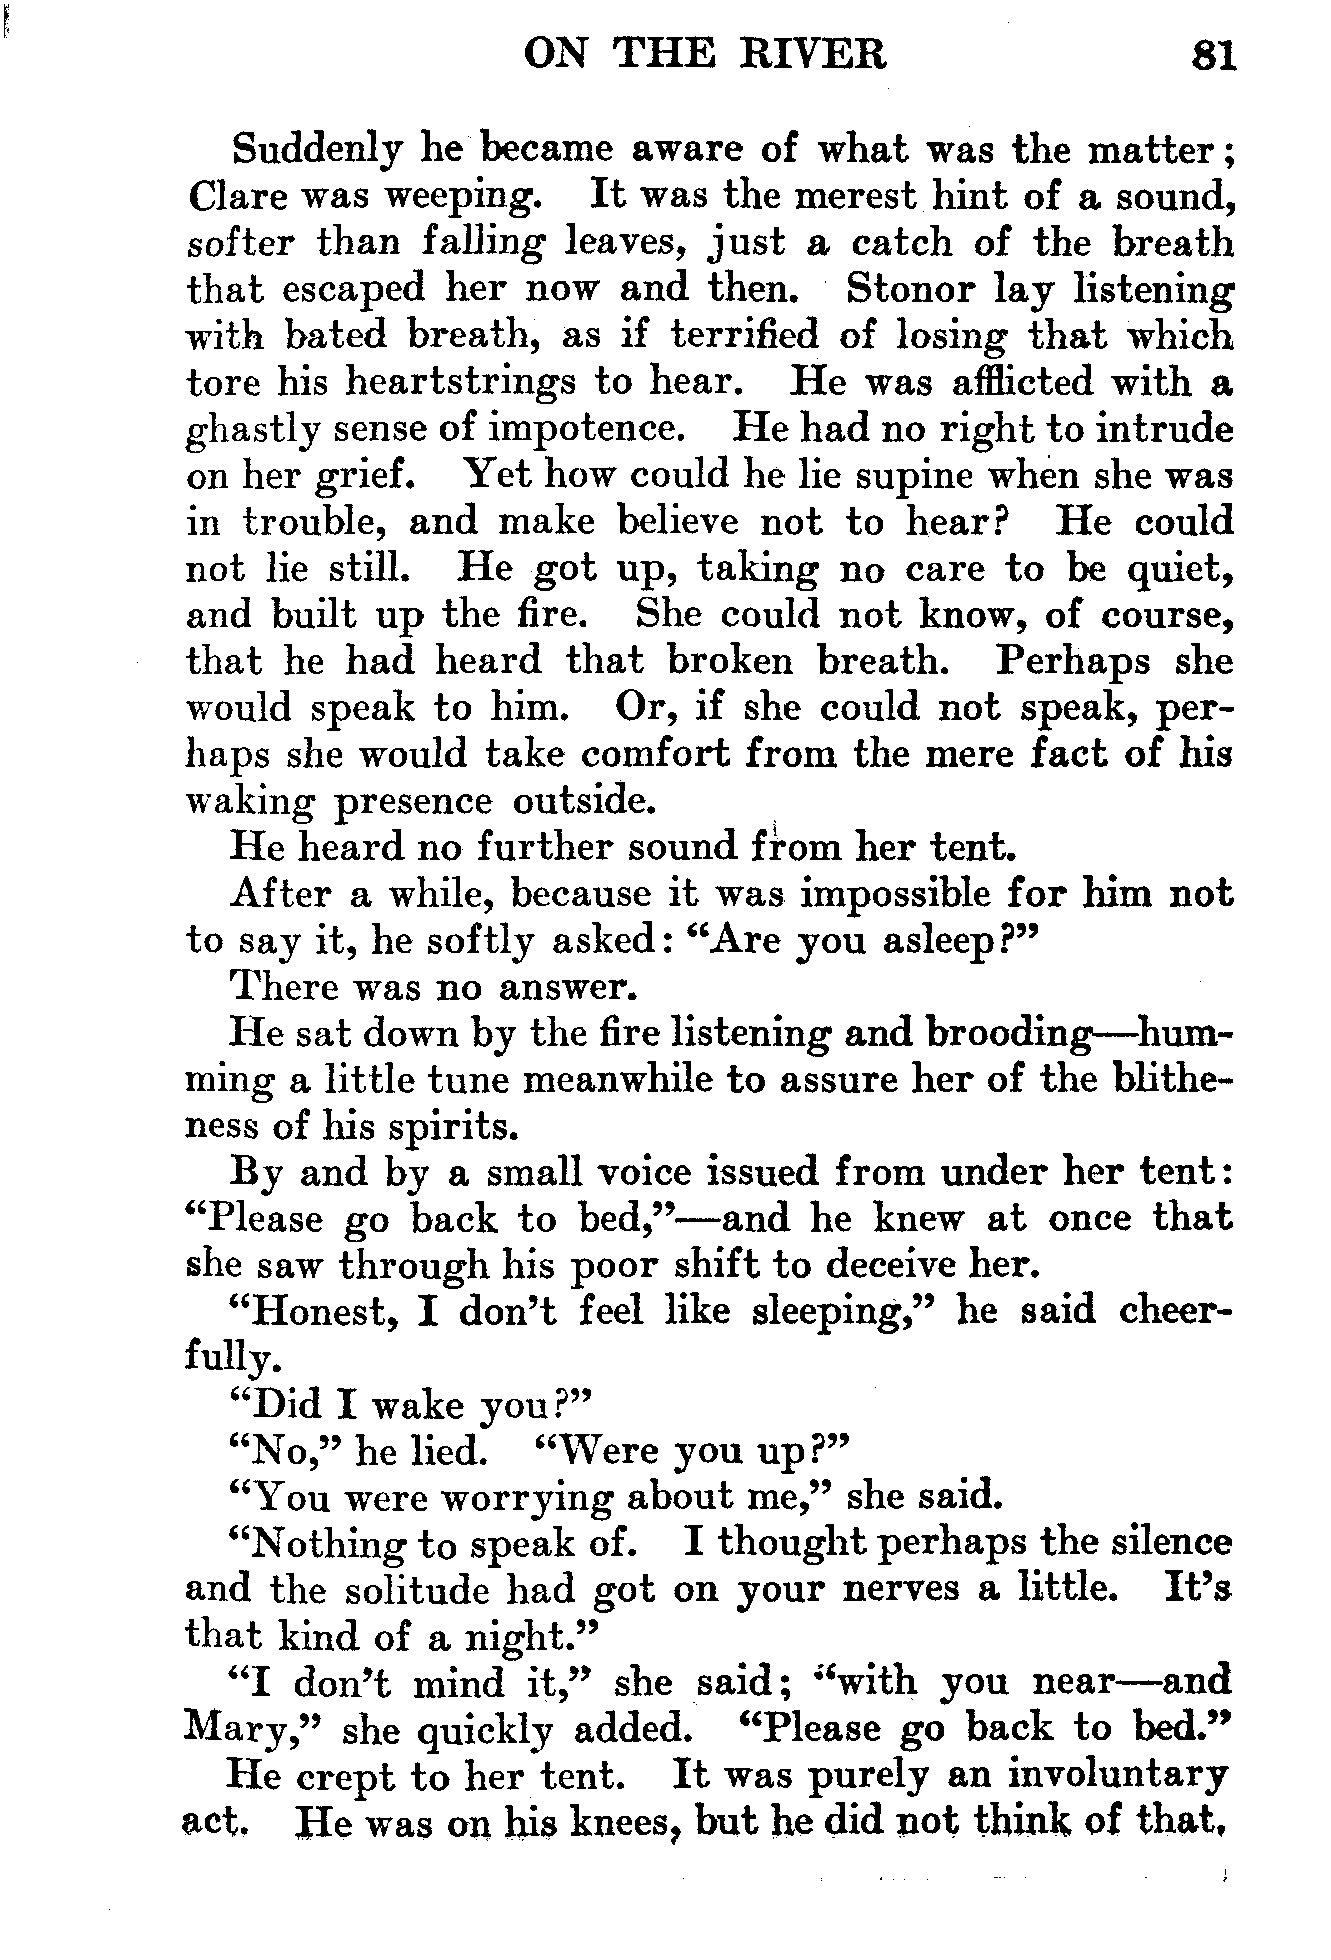 ON THE RIVER 81
Suddenly he became aware of what was the matter;
Clare was weeping. It was the merest hint of a sound,
softer than falling leaves, just a catch of the breath
that escaped her now and then. Stonor lay listening
with bated breath, as if terrified of losing that which
tore his heartstrings to hear. He was afflicted with a
ghastly sense of impotence. He had no right to intrude
on her grief. Yet how could he lie supine when she was
in trouble, and make believe not to hear? He could
not lie still. He got up, taking no care to be quiet,
and built up the fire. She could not know, of course,
that he had heard that broken breath. Perhaps she
would speak to him. Or, if she could not speak, per-
haps she would take comfort from the mere fact of his
waking presence outside.
He heard no further sound from her tent.
After a while, because it was impossible for him not
to say it, he softly asked: “Are you asleep?”
There was no answer.
He sat down by the fire listening and brooding—hum-
ming a little tune meanwhile to assure her of the blithe-
ness of his spirits.
By and by a small voice issued from under her tent:
“Please go back to bed,”—and he knew at once that
she saw through his poor shift to deceive her.
“Honest, I don’t feel like sleeping,” he said cheer-
fully.
“Did I wake you?”
“No,” he lied. “Were you up?”
“You were worrying about me,” she said.
“Nothing to speak of. I thought perhaps the silence
and the solitude had got on your nerves a little. It’s
that kind of a night.”
“I don’t mind it,” she said; “with you near—and
Mary,” she quickly added. “Please go back to bed.”
He crept to her tent. It was purely an involuntary
act. He was on his knees, but he did not think of that.